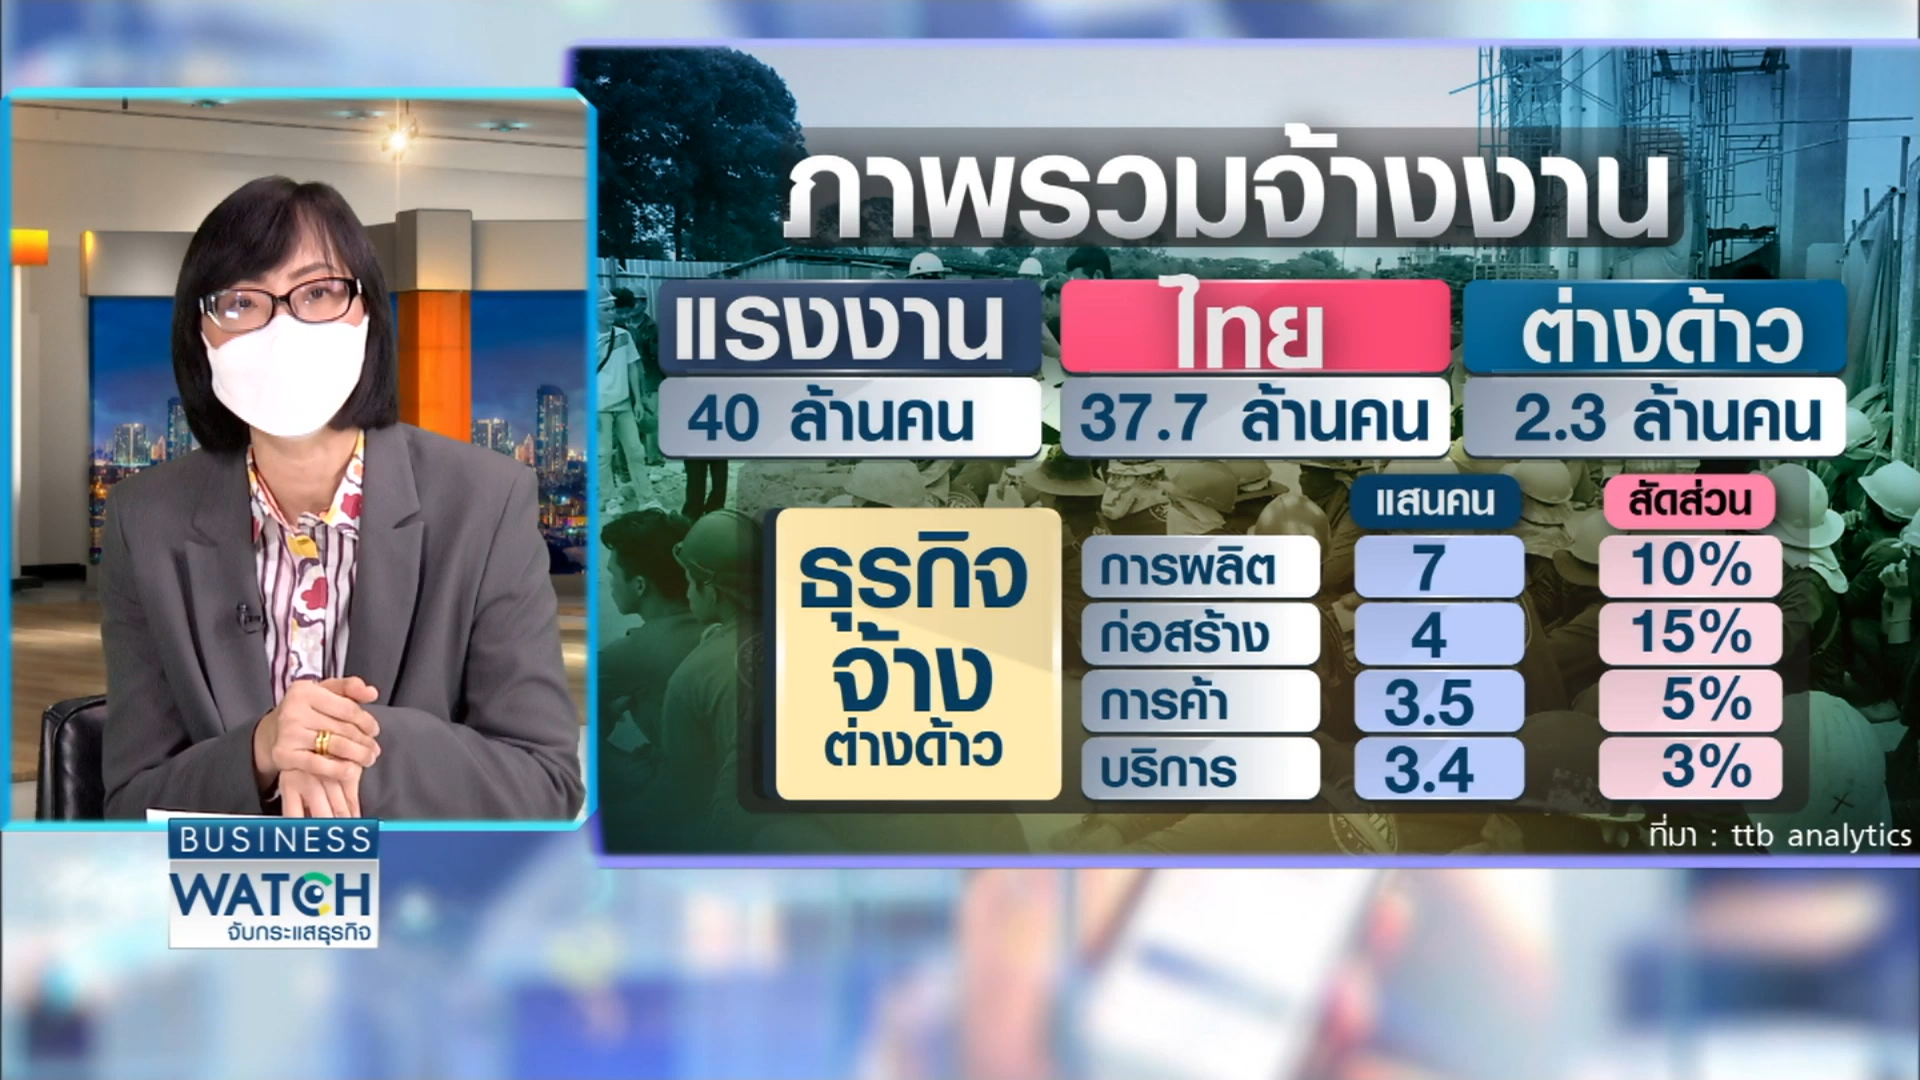 ภาพรวมจ้างงาน
แรงงาน ไทย ต่างด้าว
40 ล้านคน 37.7 ล้านคน 2.3 ล้านคน
แสนคน สัดส่วน
ธุรกิจ
จ้าง
ต่างด้าว
การผลิต 7 10%
ก่อสร้าง 4 15%
การค้า 3.5 5%
บริการ 3.4 3%
ที่มา : ttb analytics
BUSINESS
WATCH
จับกระแสธุรกิจ